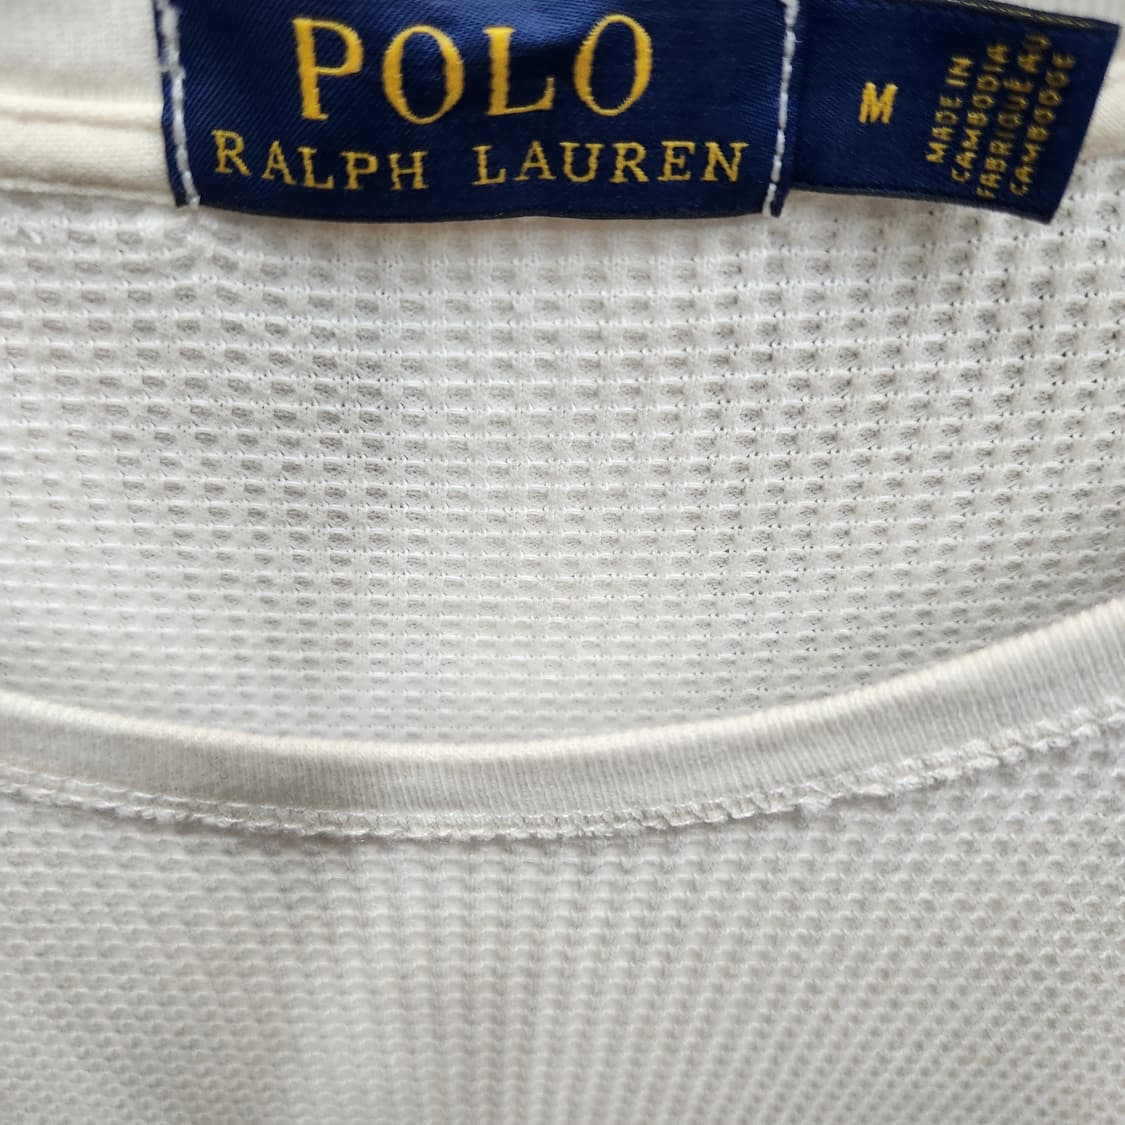 POLO
RALPH LAUREN
M
MADE IN
CAMBODIA
FABRIQUÉ AU
CAMBODGE